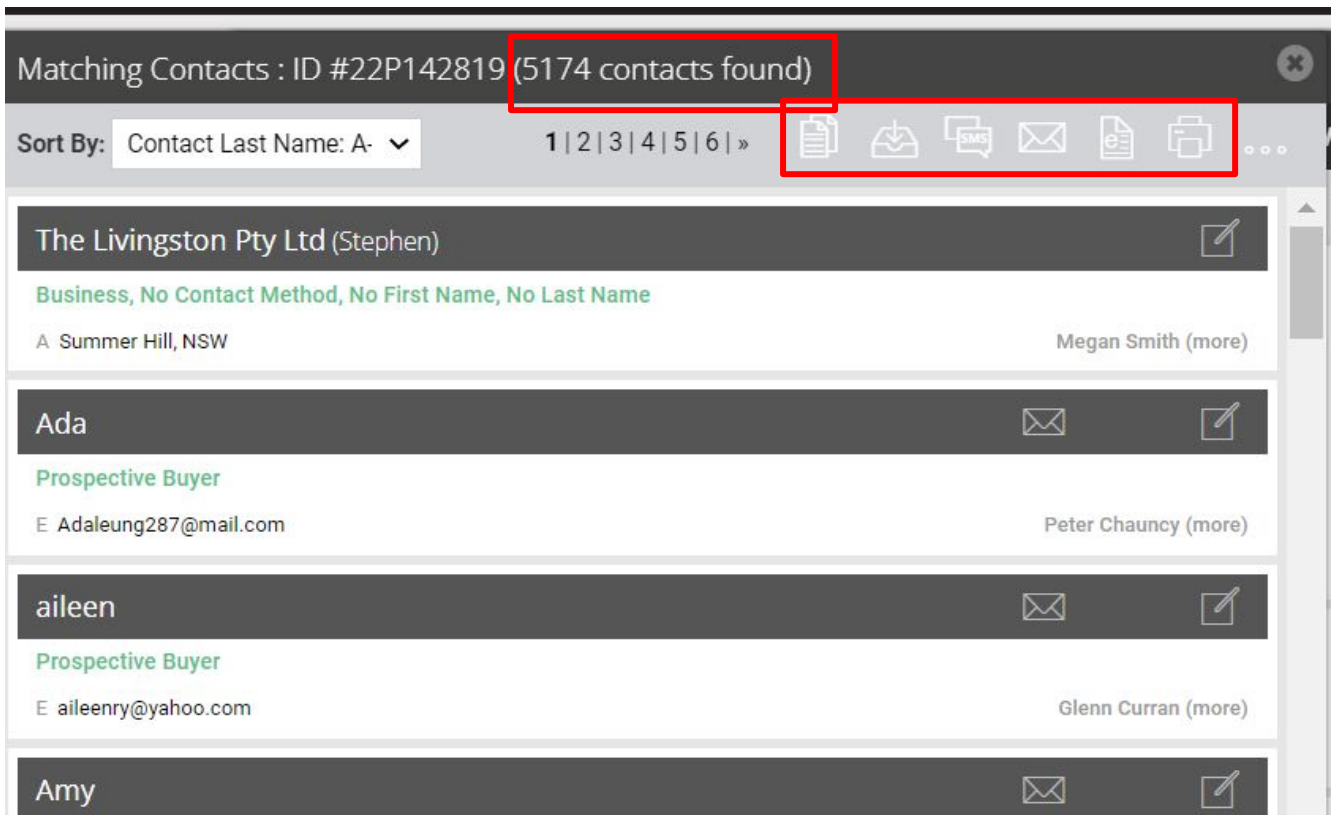 Matching Contacts : ID #22P142819 (5174 contacts found)
Sort By: Contact Last Name: A- 1 | 2 | 3 | 4 | 5 | 6 | » SMS e ...
The Livingston Pty Ltd (Stephen)
Business, No Contact Method, No First Name, No Last Name
A Summer Hill, NSW Megan Smith (more)
Ada
Prospective Buyer
E Adaleung287@mail.com Peter Chauncy (more)
aileen
Prospective Buyer
E aileenry@yahoo.com Glenn Curran (more)
Amy